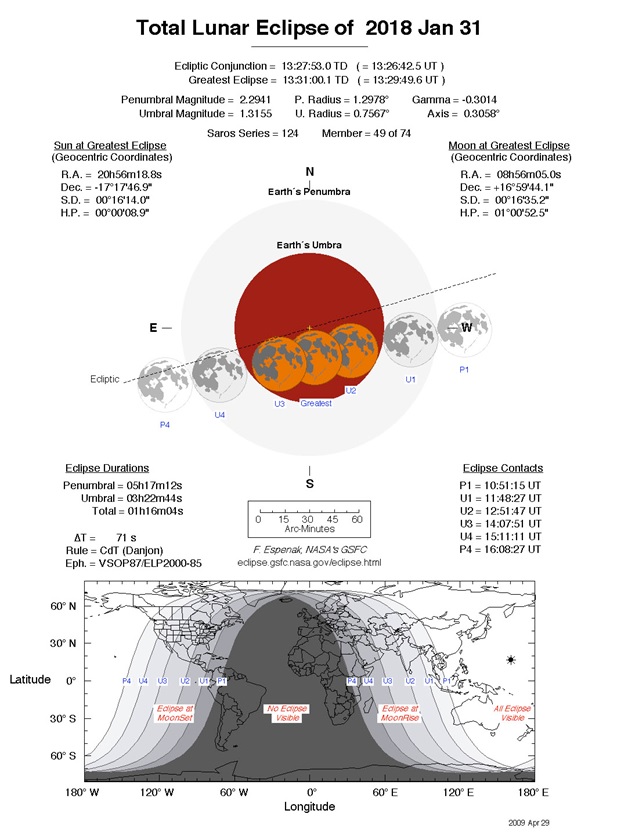 Total Lunar Eclipse of 2018 Jan 31
Ecliptic Conjunction = 13:27:53.0 TD ( = 13:26:42.5 UT )
Greatest Eclipse = 13:31:00.1 TD ( = 13:29:49.6 UT )
Penumbral Magnitude = 2.2941 P. Radius = 1.2978° Gamma = -0.3014
Umbral Magnitude = 1.3155 U. Radius = 0.7567° Axis = 0.3058°
Saros Series = 124 Member = 49 of 74
Sun at Greatest Eclipse
(Geocentric Coordinates)
R.A. = 20h56m18.8s
Dec. = -17°17'46.9"
S.D. = 00°16'14.0"
H.P. = 00°00'08.9"
Moon at Greatest Eclipse
(Geocentric Coordinates)
R.A. = 08h56m05.0s
Dec. = +16°59'44.1"
S.D. = 00°16'35.2"
H.P. = 01°00'52.5"
N
Earth's Penumbra
Earth's Umbra
E
W
Ecliptic
P4
U4
U3
Greatest
U2
U1
P1
S
Eclipse Durations
Penumbral = 05h17m12s
Umbral = 03h22m44s
Total = 01h16m04s
ΔT = 71 s
Rule = CdT (Danjon)
Eph. = VSOP87/ELP2000-85
0 15 30 45 60
Arc-Minutes
F. Espenak, NASA's GSFC
eclipse.gsfc.nasa.gov/eclipse.html
Eclipse Contacts
P1 = 10:51:15 UT
U1 = 11:48:27 UT
U2 = 12:51:47 UT
U3 = 14:07:51 UT
U4 = 15:11:11 UT
P4 = 16:08:27 UT
60° N
30° N
Latitude
0°
30° S
60° S
P4 U4 U3 U2 U1 P1
P4 U4 U3 U2 U1 P1
Eclipse at
MoonSet
No Eclipse
Visible
Eclipse at
MoonRise
All Eclipse
Visible
180° W 120° W 60° W 0° 60° E 120° E 180° E
Longitude
2009 Apr 29